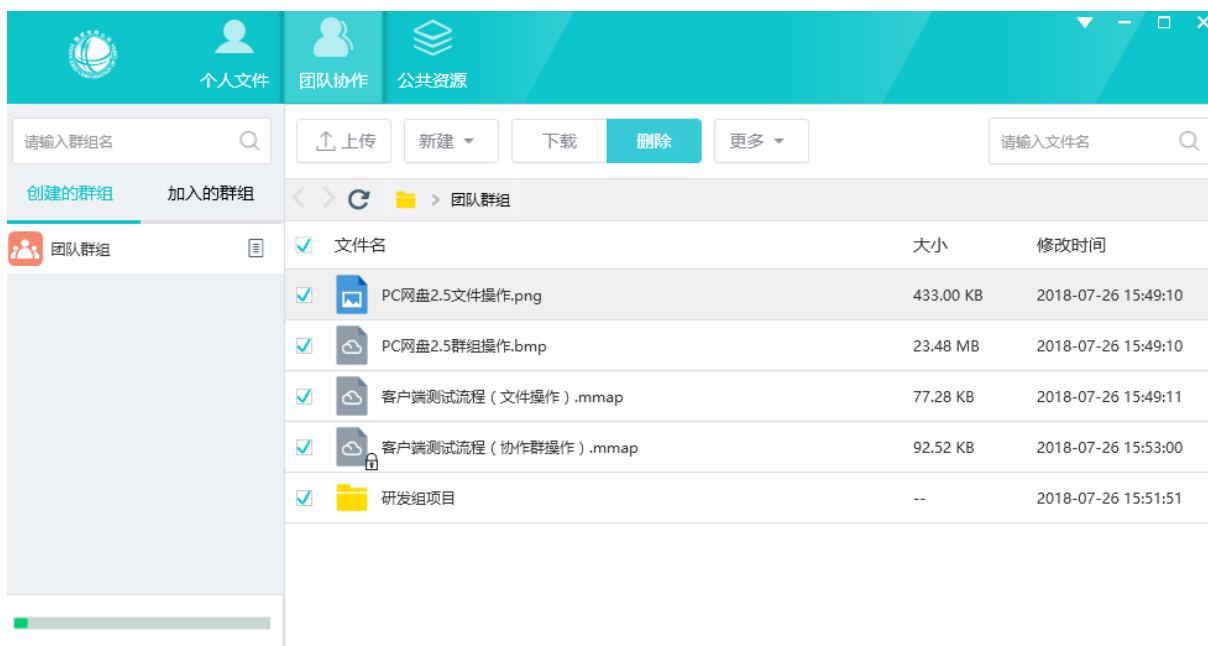 个人文件
团队协作
公共资源
请输入群组名
上传
新建
下载
删除
更多
请输入文件名
创建的群组
加入的群组
> 团队群组
团队群组
文件名 大小 修改时间
PC网盘2.5文件操作.png 433.00 KB 2018-07-26 15:49:10
PC网盘2.5群组操作.bmp 23.48 MB 2018-07-26 15:49:10
客户端测试流程（文件操作）.mmap 77.28 KB 2018-07-26 15:49:11
客户端测试流程（协作群操作）.mmap 92.52 KB 2018-07-26 15:53:00
研发组项目 -- 2018-07-26 15:51:51